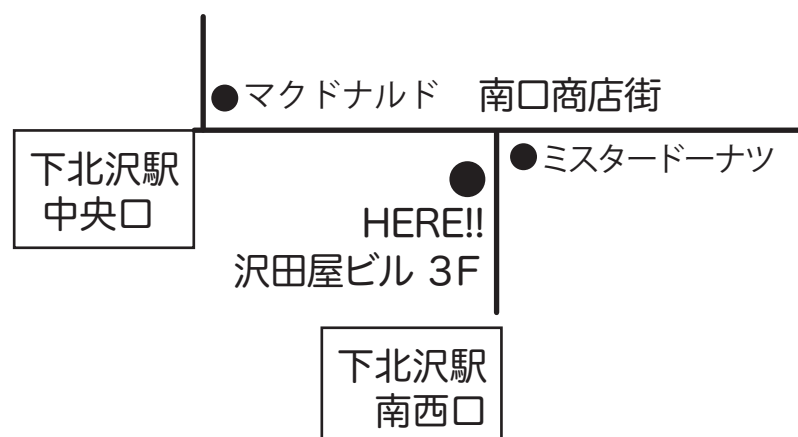 マクドナルド
南口商店街
下北沢駅
中央口
ミスタードーナツ
HERE!!
沢田屋ビル 3F
下北沢駅
南西口